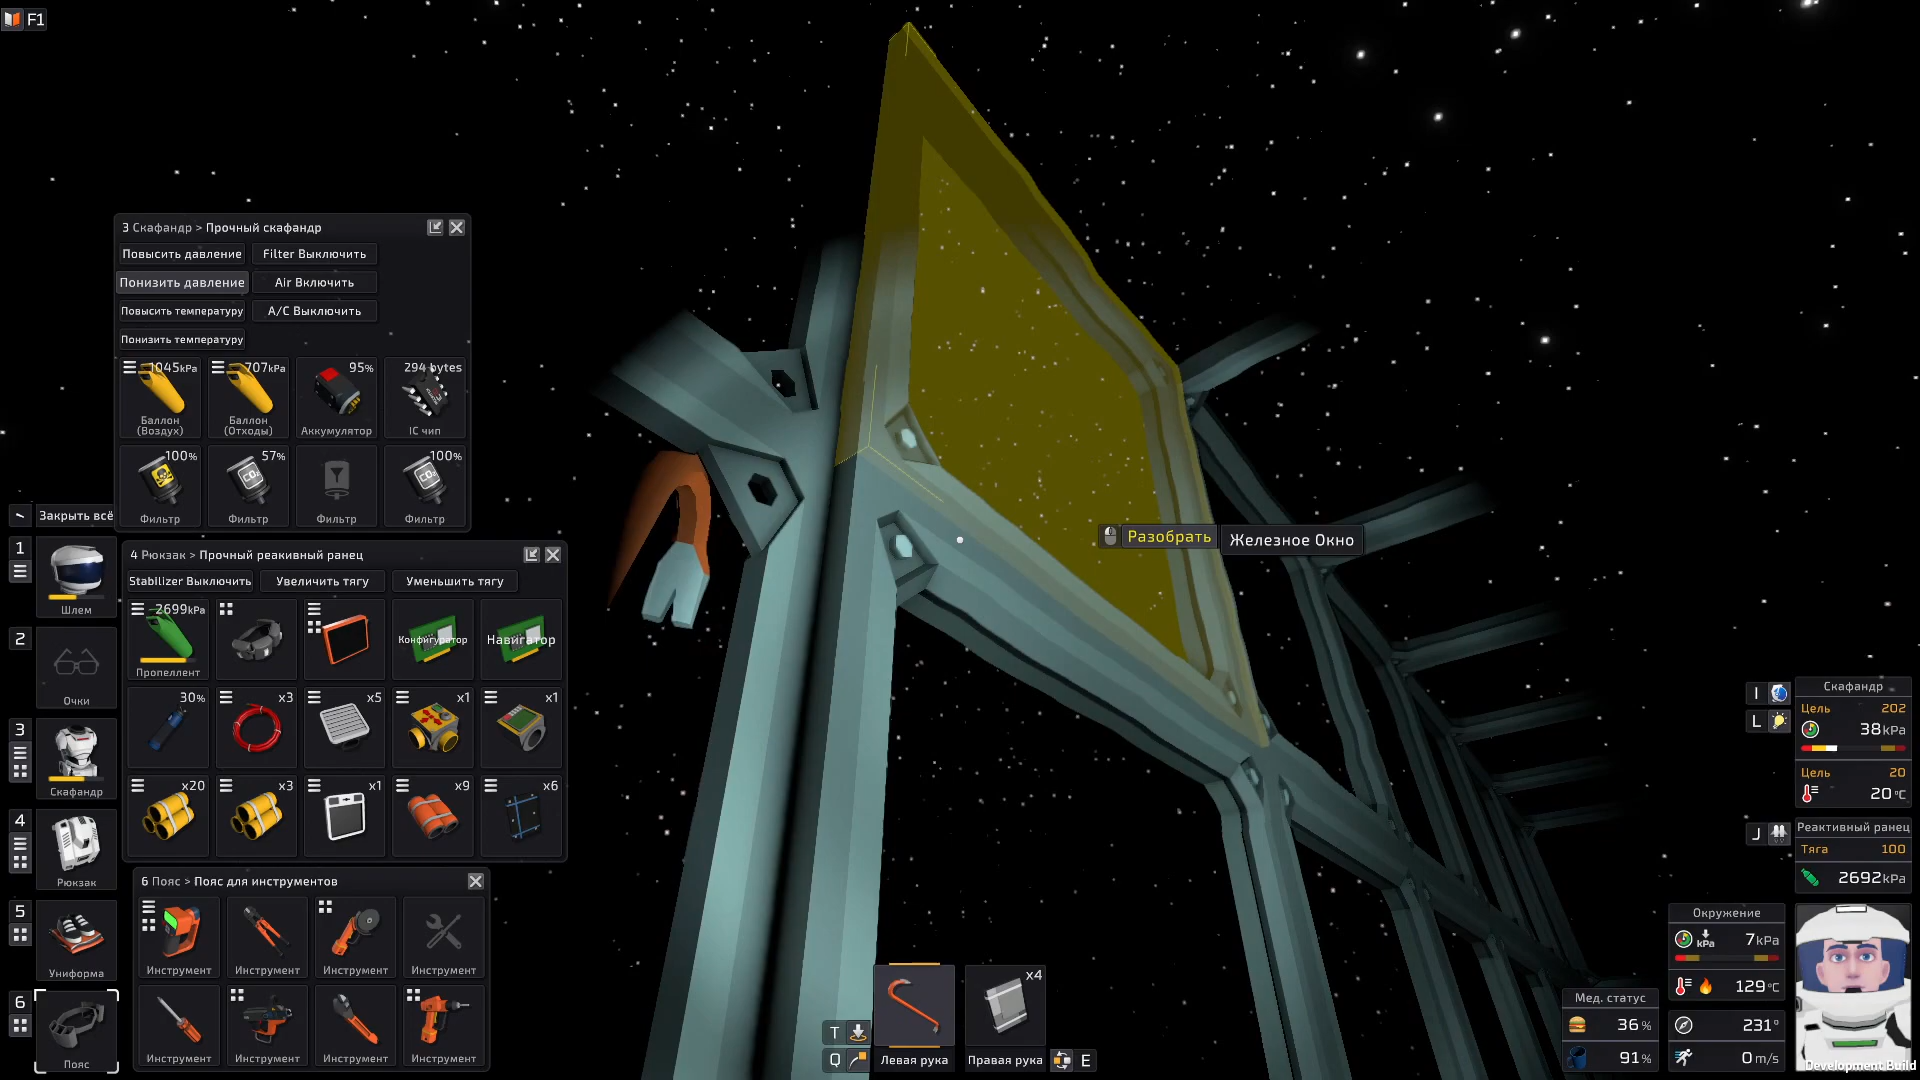 F1
3 Скафандр > Прочный скафандр
Повысить давление
Filter Выключить
Понизить давление
Air Включить
Повысить температуру
A/C Выключить
Понизить температуру
1045kPa
707kPa
95%
294 bytes
Баллон (Воздух)
Баллон (Отходы)
Аккумулятор
IC чип
100%
57%
100%
Фильтр
Фильтр
Фильтр
Фильтр
Закрыть всё
1
Шлем
2
Очки
3
Скафандр
4
Рюкзак
5
Униформа
6
Пояс
4 Рюкзак > Прочный реактивный ранец
Stabilizer Выключить
Увеличить тягу
Уменьшить тягу
2699kPa
Пропеллент
Конфигуратор
Навигатор
30%
x3
x5
x1
x1
x20
x3
x1
x9
x6
6 Пояс > Пояс для инструментов
Инструмент
Инструмент
Инструмент
Инструмент
Инструмент
Инструмент
Инструмент
Инструмент
Разобрать
Железное Окно
T
Q
Левая рука
x4
Правая рука
E
I
L
Скафандр
Цель 202
38kPa
Цель 20
20°C
J
Реактивный ранец
Тяга 100
2692kPa
Окружение
kPa
7kPa
129°C
231°
0m/s
Мед. статус
36%
91%
Development Build